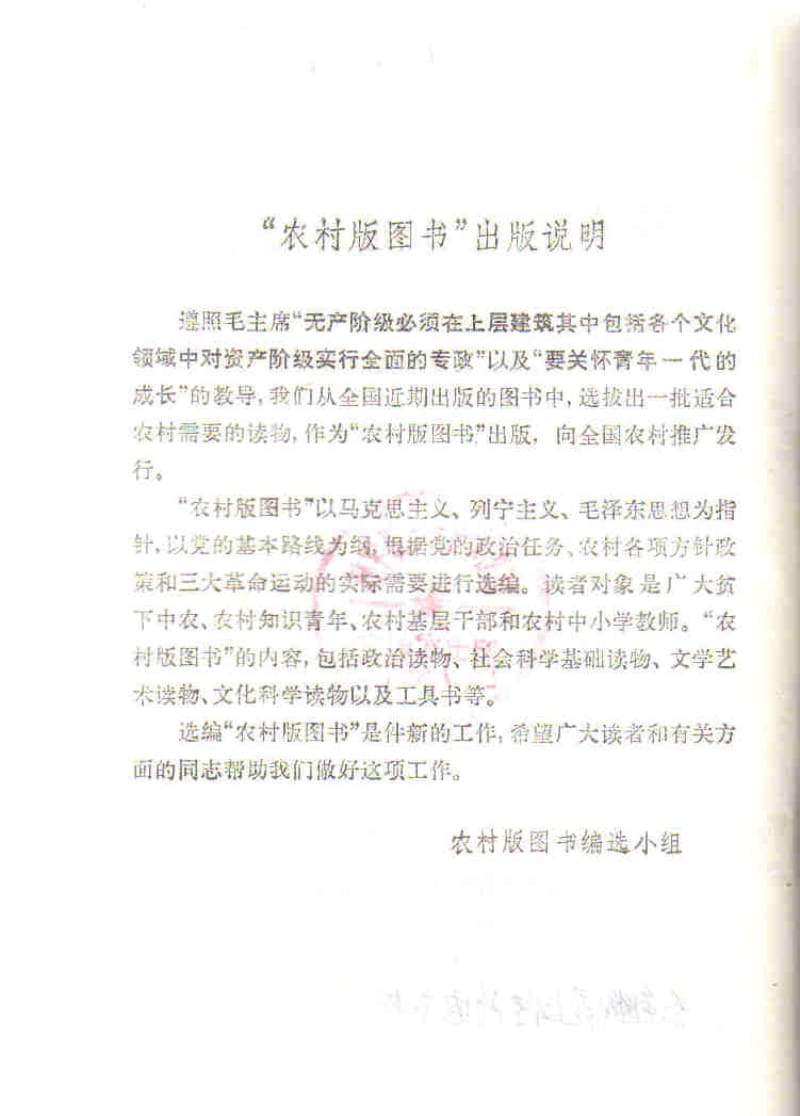 “农村版图书”出版说明
遵照毛主席“无产阶级必须在上层建筑其中包括各个文化
领域中对资产阶级实行全面的专政”以及“要关怀青年一代的
成长”的教导,我们从全国近期出版的图书中,选拔出一批适合
农村需要的读物,作为“农村版图书”出版，向全国农村推广发
行。
“农村版图书”以马克思主义、列宁主义、毛泽东思想为指
针,以党的基本路线为纲,根据党的政治任务、农村各项方针政
策和三大革命运动的实际需要进行选编。读者对象是广大贫
下中农、农村知识青年、农村基层干部和农村中小学教师。“农
村版图书”的内容,包括政治读物、社会科学基础读物、文学艺
术读物、文化科学读物以及工具书等。
选编“农村版图书”是件新的工作,希望广大读者和有关方
面的同志帮助我们做好这项工作。
农村版图书编选小组